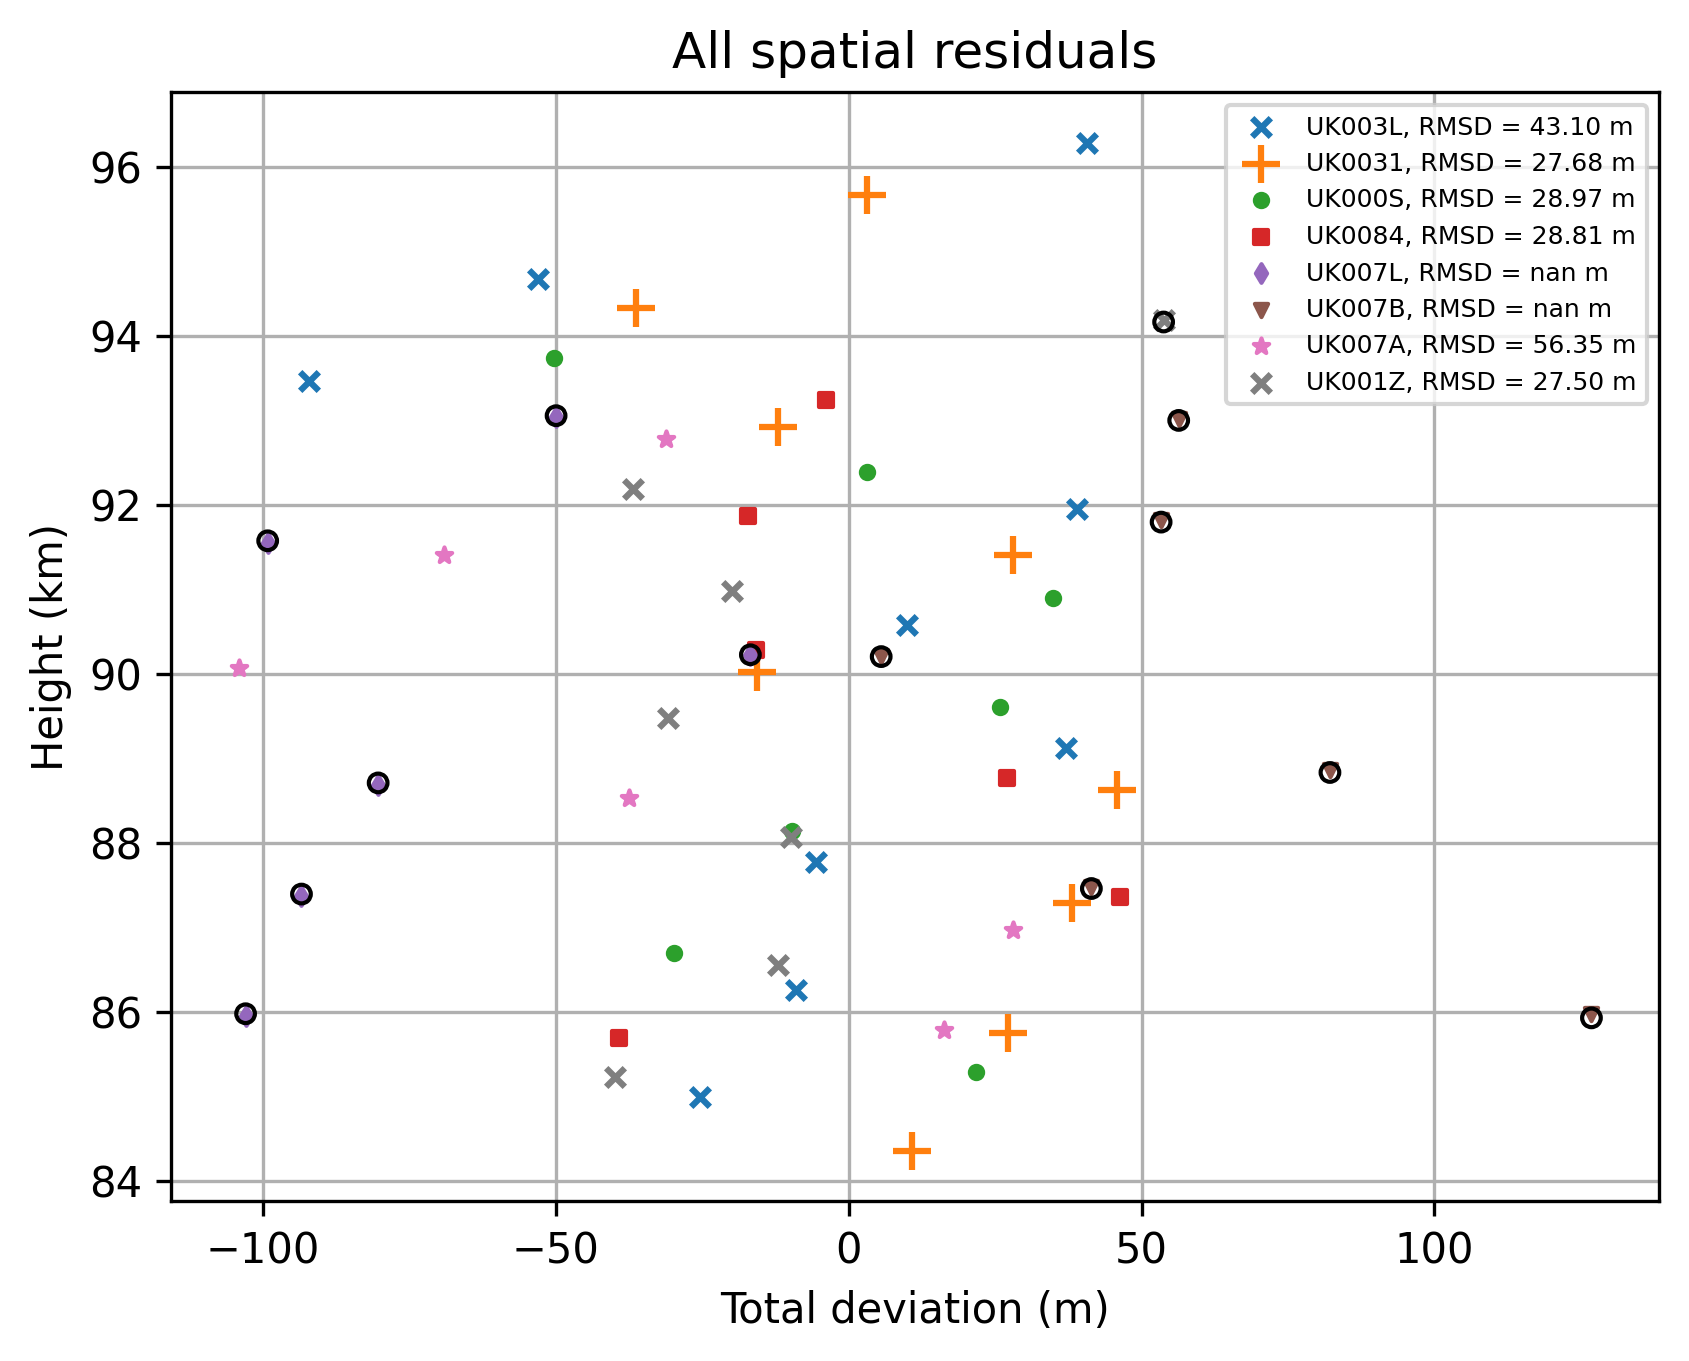 All spatial residuals
UK003L, RMSD = 43.10 m
UK0031, RMSD = 27.68 m
UK000S, RMSD = 28.97 m
UK0084, RMSD = 28.81 m
UK007L, RMSD = nan m
UK007B, RMSD = nan m
UK007A, RMSD = 56.35 m
UK001Z, RMSD = 27.50 m
Height (km)
96
94
92
90
88
86
84
−100 −50 0 50 100
Total deviation (m)